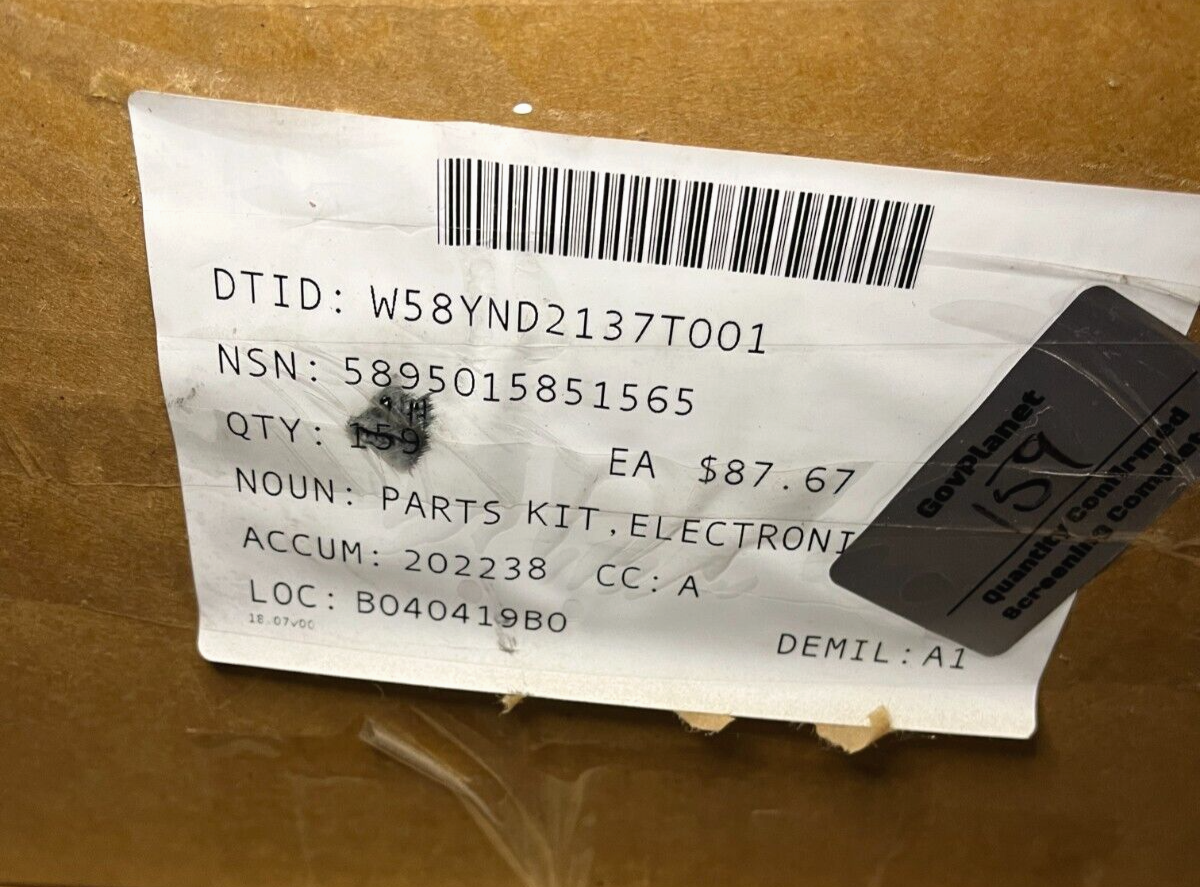 DTID: W58YND2137T001
NSN: 5895015851565
QTY: 159 EA $87.67
NOUN: PARTS KIT,ELECTRONI
ACCUM: 202238 CC: A
LOC: B040419B0
18.07v00
DEMIL: A1
GovPlanet
159
Quantity confirmed
Screening Complet